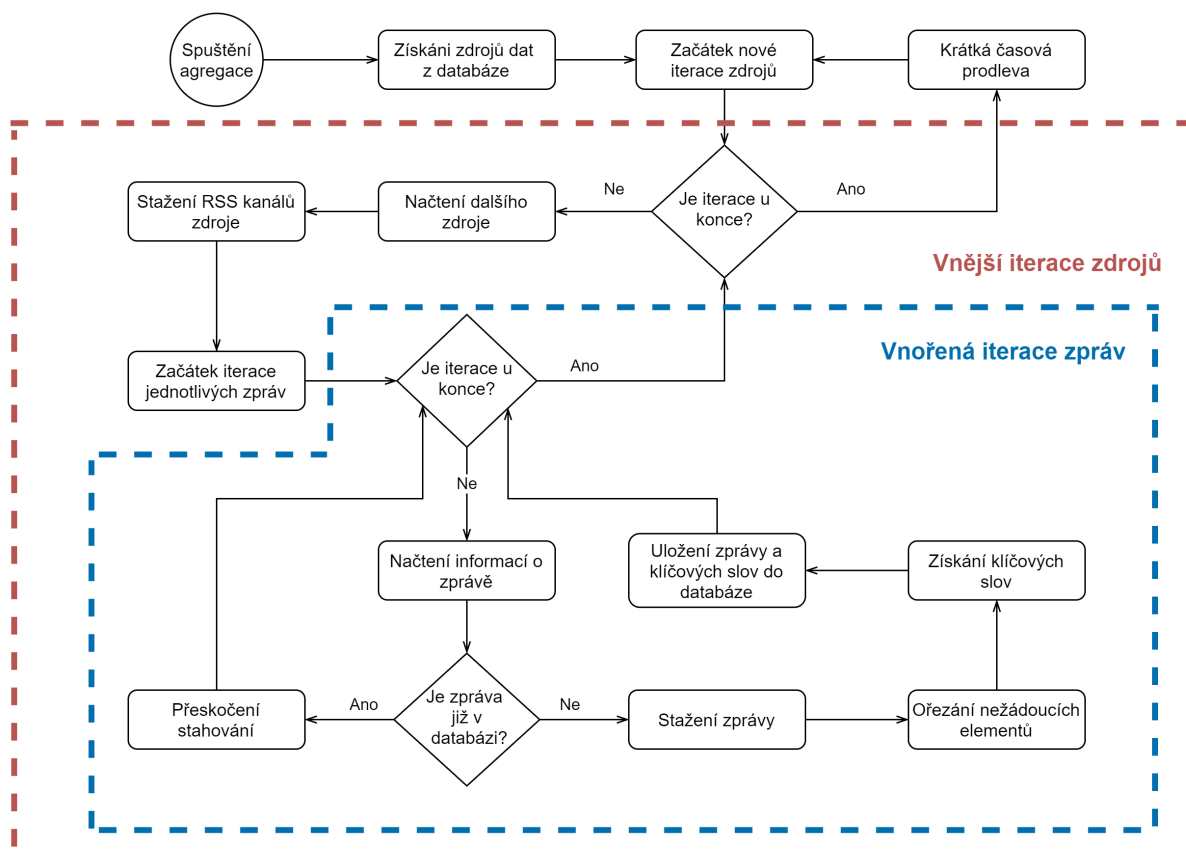 Spuštění
agregace
Získáni zdrojů dat
z databáze
Začátek nové
iterace zdrojů
Krátká časová
prodleva
Stažení RSS kanálů
zdroje
Načtení dalšího
zdroje
Ne
Je iterace u
konce?
Ano
Vnější iterace zdrojů
Vnořená iterace zpráv
Začátek iterace
jednotlivých zpráv
Je iterace u
konce?
Ano
Ne
Načtení informací o
zprávě
Uložení zprávy a
klíčových slov do
databáze
Získání klíčových
slov
Přeskočení
stahování
Ano
Je zpráva
již v
databázi?
Ne
Stažení zprávy
Ořezání nežádoucích
elementů